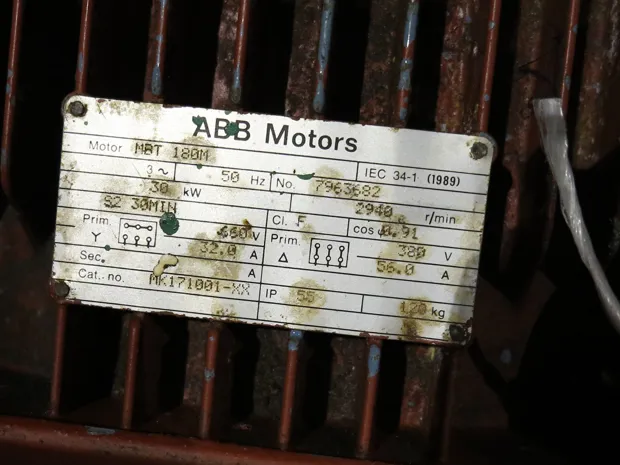 ABB Motors
Motor MBT 180M IEC 34-1 (1989)
3~ 50 Hz No. 7963682
30 kW 2940 r/min
S2 30MIN Cl. F cos φ 0.91
Prim. Y 660 V Prim. Δ 380 V
32.0 A 56.0 A
Sec. A
Cat. no. MK171001-XX IP 55 120 kg